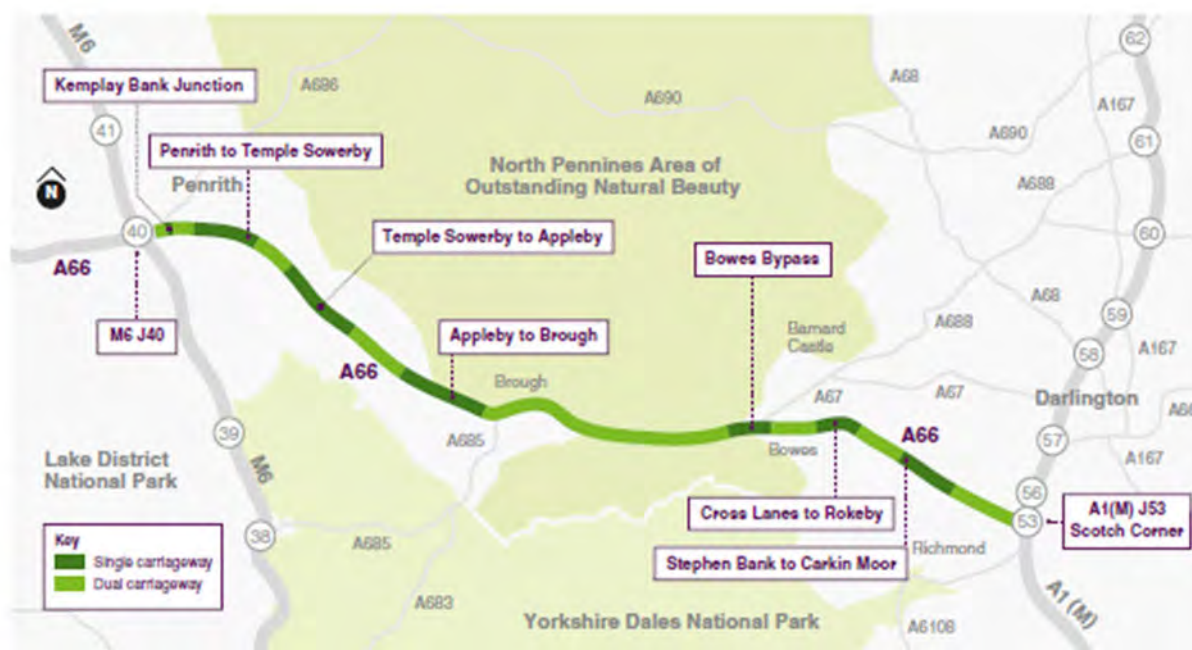 M6
62
Kemplay Bank Junction
A686
A68
A690
A167
41
A690
61
Penrith to Temple Sowerby
North Pennines Area of
Outstanding Natural Beauty
N
Penrith
A688
40
Temple Sowerby to Appleby
60
A66
Bowes Bypass
M6 J40
A68
59
Barnard
Castle
A688
Appleby to Brough
58
A167
A66
Brough
A67
A67
Darlington
A66
39
A685
Bowes
57
Lake District
National Park
M6
A167
56
Cross Lanes to Rokeby
A1(M) J53
Scotch Corner
53
38
Key
Single carriageway
Dual carriageway
A685
Richmond
Stephen Bank to Carkin Moor
A683
Yorkshire Dales National Park
A6108
A1 (M)